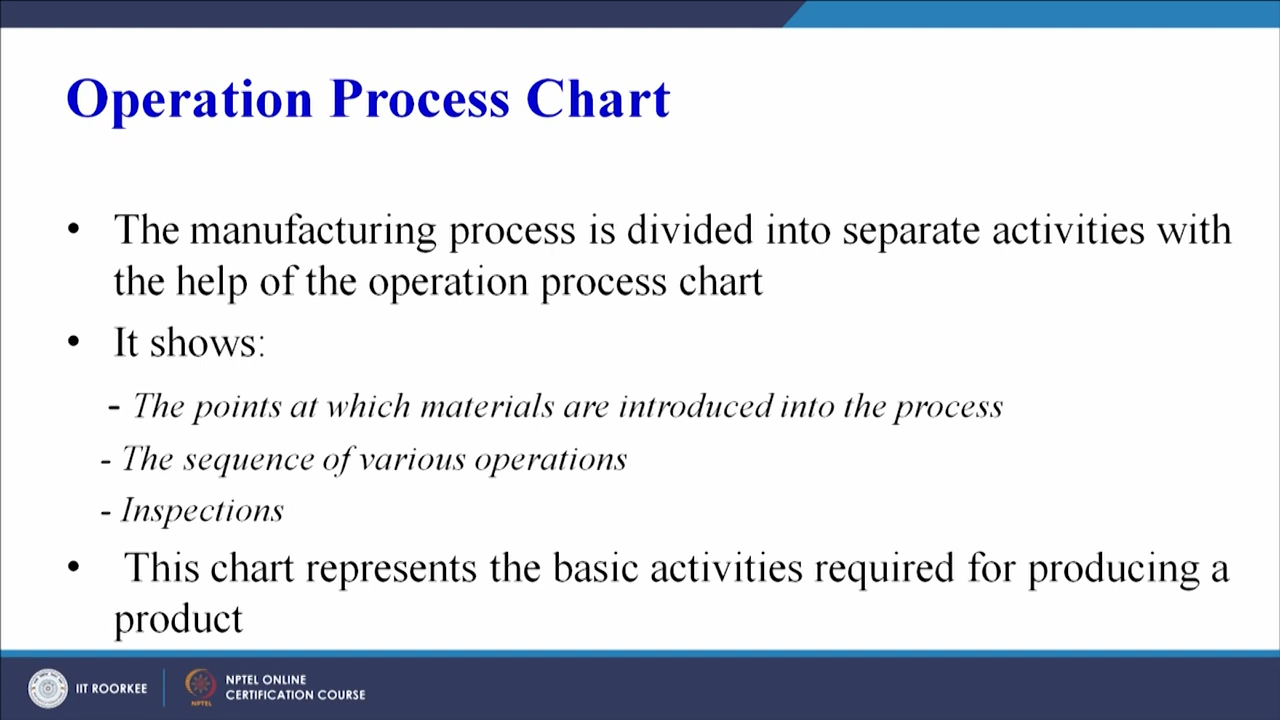 Operation Process Chart
• The manufacturing process is divided into separate activities with
the help of the operation process chart
• It shows:
- The points at which materials are introduced into the process
- The sequence of various operations
- Inspections
• This chart represents the basic activities required for producing a
product
IIT ROORKEE
NPTEL
NPTEL ONLINE
CERTIFICATION COURSE